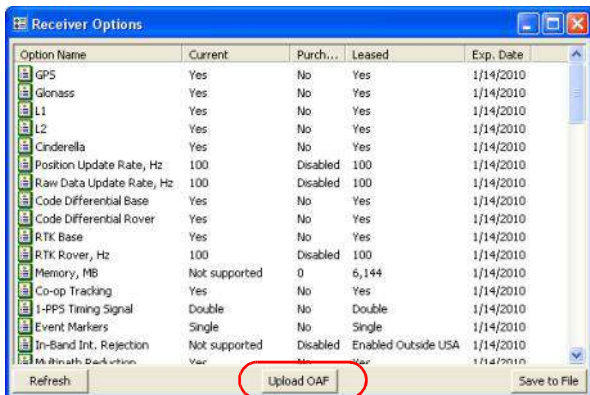 Receiver Options
Option Name Current Purch... Leased Exp. Date
GPS Yes No Yes 1/14/2010
Glonass Yes No Yes 1/14/2010
L1 Yes No Yes 1/14/2010
L2 Yes No Yes 1/14/2010
Cinderella Yes No Yes 1/14/2010
Position Update Rate, Hz 100 Disabled 100 1/14/2010
Raw Data Update Rate, Hz 100 Disabled 100 1/14/2010
Code Differential Base Yes No Yes 1/14/2010
Code Differential Rover Yes No Yes 1/14/2010
RTK Base Yes No Yes 1/14/2010
RTK Rover, Hz 100 Disabled 100 1/14/2010
Memory, MB Not supported 0 6,144 1/14/2010
Co-op Tracking Yes No Yes 1/14/2010
1-PPS Timing Signal Double No Double 1/14/2010
Event Markers Single No Single 1/14/2010
In-Band Int. Rejection Not supported Disabled Enabled Outside USA 1/14/2010
Multipath Reduction Yes No Yes 1/14/2010
Refresh Upload OAF Save to File